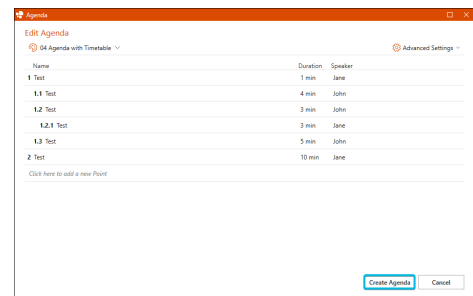 Agenda
Edit Agenda
04 Agenda with Timetable
Advanced Settings
Name Duration Speaker
1 Test 1 min Jane
1.1 Test 4 min John
1.2 Test 3 min John
1.2.1 Test 3 min Jane
1.3 Test 5 min John
2 Test 10 min Jane
Click here to add a new Point
Create Agenda Cancel